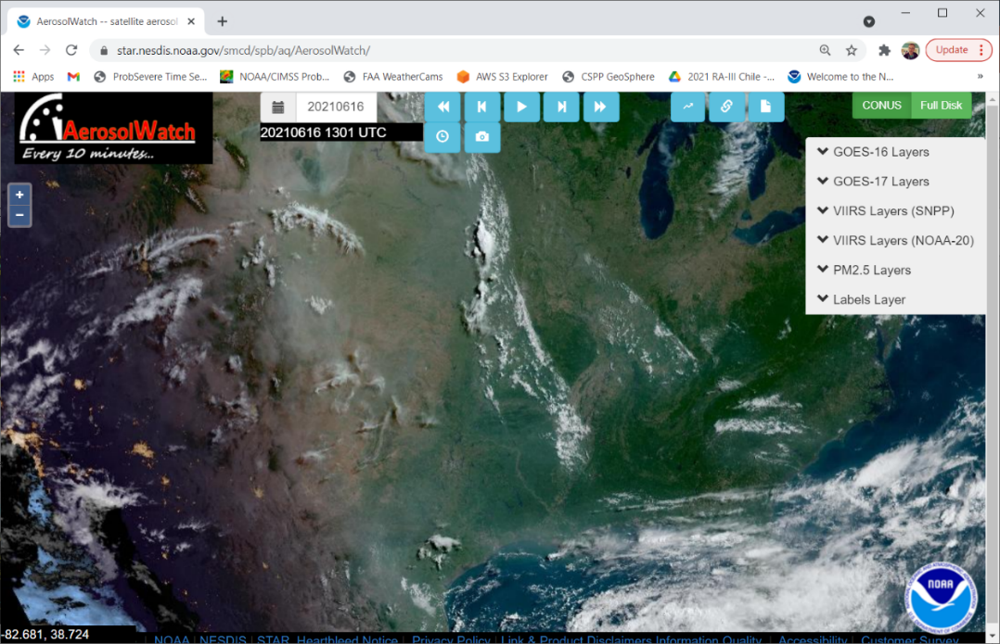 AerosolWatch -- satellite aerosol
star.nesdis.noaa.gov/smcd/spb/aq/AerosolWatch/
Update
Apps
ProbSevere Time Se...
NOAA/CIMSS Prob...
FAA WeatherCams
AWS S3 Explorer
CSPP GeoSphere
2021 RA-III Chile -...
Welcome to the N...
»
AerosolWatch
Every 10 minutes...
20210616
20210616 1301 UTC
CONUS
Full Disk
+
−
GOES-16 Layers
GOES-17 Layers
VIIRS Layers (SNPP)
VIIRS Layers (NOAA-20)
PM2.5 Layers
Labels Layer
NOAA
-82.681, 38.724
NOAA | NESDIS | STAR Heartbleed Notice | Privacy Policy | Link & Product Disclaimers Information Quality | Accessibility | Customer Survey